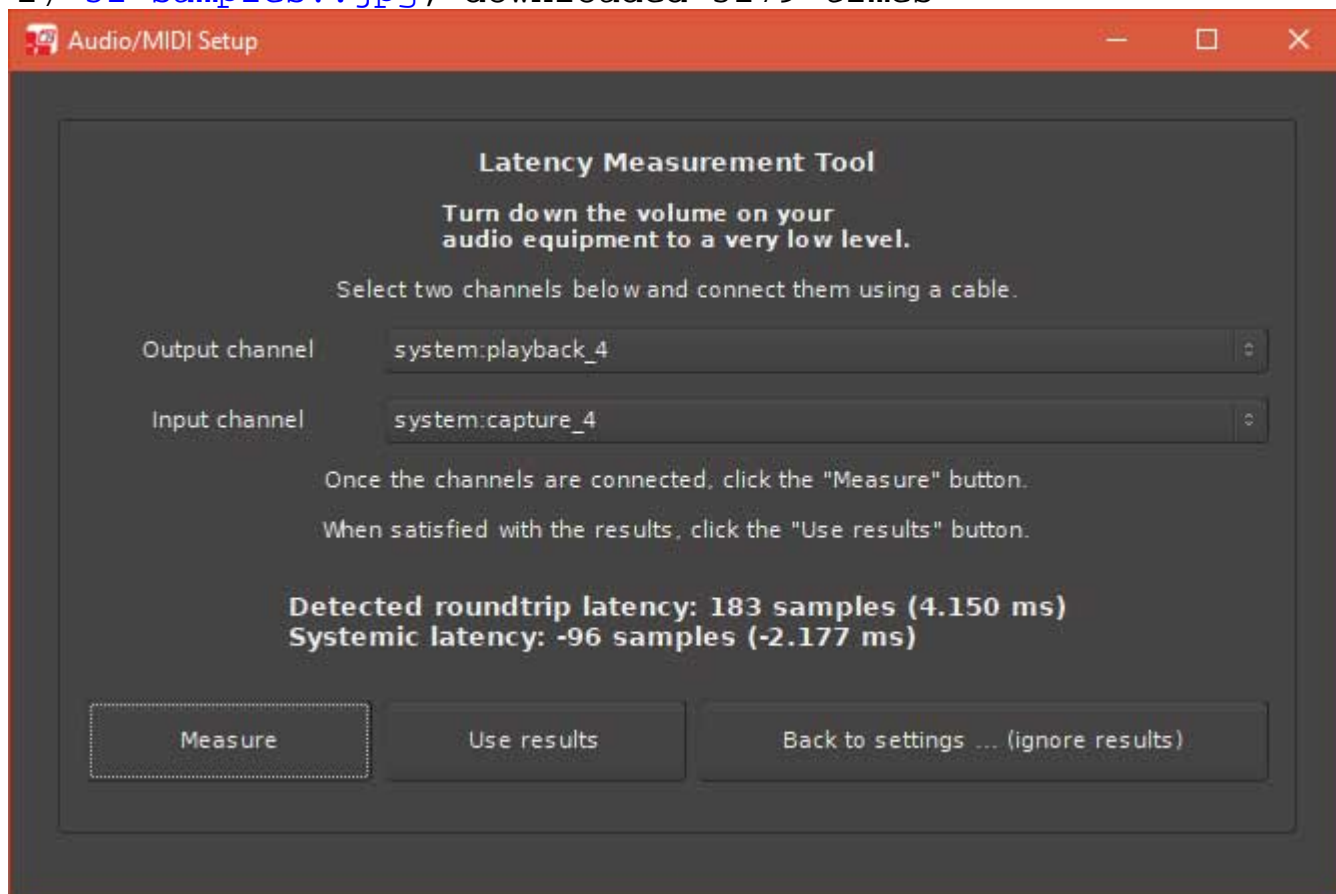 Audio/MIDI Setup
Latency Measurement Tool
Turn down the volume on your
audio equipment to a very low level.
Select two channels below and connect them using a cable.
Output channel
system:playback_4
Input channel
system:capture_4
Once the channels are connected, click the "Measure" button.
When satisfied with the results, click the "Use results" button.
Detected roundtrip latency: 183 samples (4.150 ms)
Systemic latency: -96 samples (-2.177 ms)
Measure
Use results
Back to settings ... (ignore results)